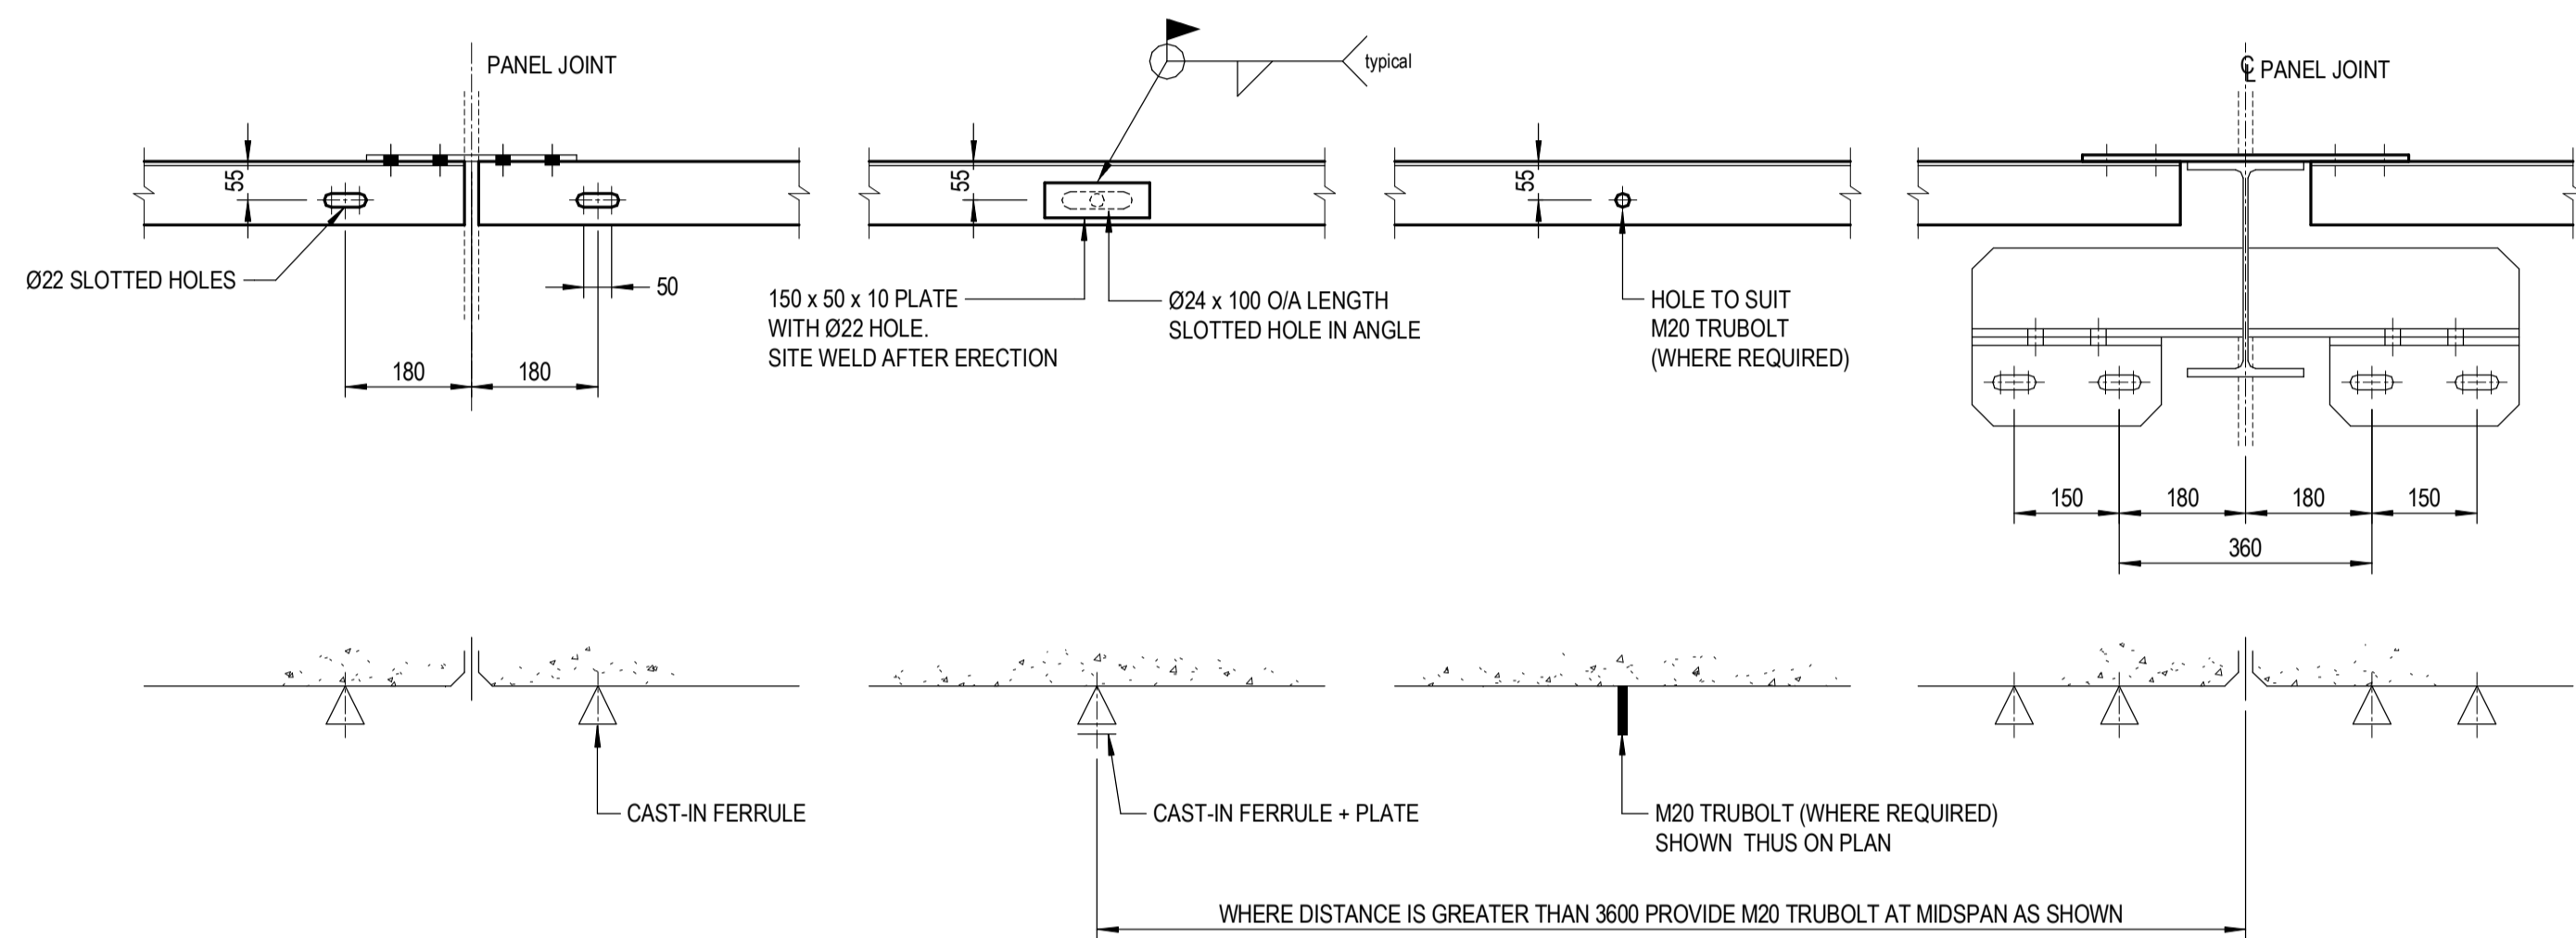 PANEL JOINT
typical
℄ PANEL JOINT
55
55
55
Ø22 SLOTTED HOLES
50
150 x 50 x 10 PLATE
WITH Ø22 HOLE.
SITE WELD AFTER ERECTION
Ø24 x 100 O/A LENGTH
SLOTTED HOLE IN ANGLE
HOLE TO SUIT
M20 TRUBOLT
(WHERE REQUIRED)
180
180
150
180
180
150
360
CAST-IN FERRULE
CAST-IN FERRULE + PLATE
M20 TRUBOLT (WHERE REQUIRED)
SHOWN THUS ON PLAN
WHERE DISTANCE IS GREATER THAN 3600 PROVIDE M20 TRUBOLT AT MIDSPAN AS SHOWN